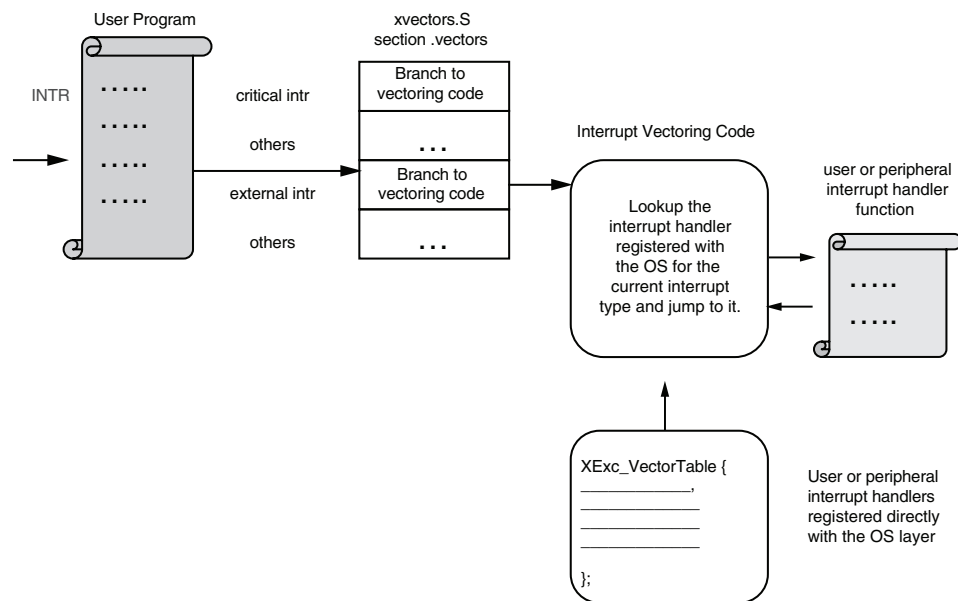 User Program
xvectors.S
section .vectors
INTR
.....
.....
.....
.....
critical intr
others
external intr
others
Branch to
vectoring code
...
Branch to
vectoring code
...
Interrupt Vectoring Code
Lookup the
interrupt handler
registered with
the OS for the
current interrupt
type and jump to it.
user or peripheral
interrupt handler
function
.....
.....
XExc_VectorTable {
____________,
_____________
_____________
_____________
};
User or peripheral
interrupt handlers
registered directly
with the OS layer